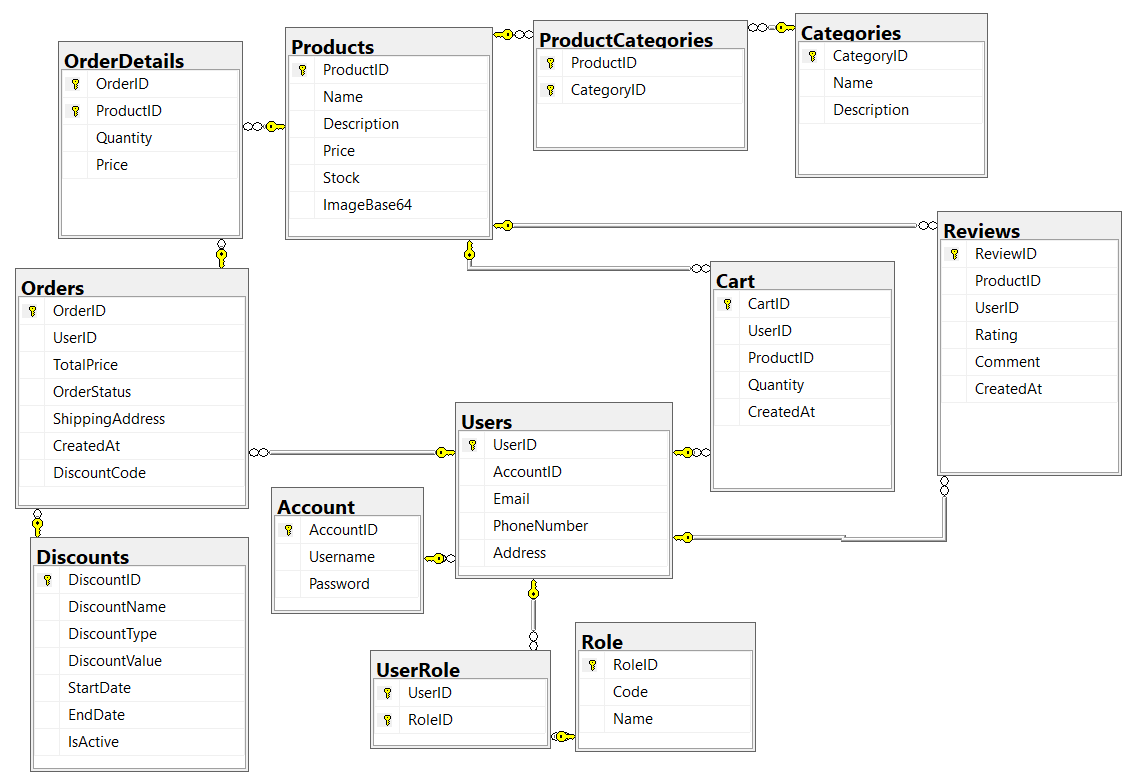 OrderDetails
OrderID
ProductID
Quantity
Price
Products
ProductID
Name
Description
Price
Stock
ImageBase64
ProductCategories
ProductID
CategoryID
Categories
CategoryID
Name
Description
Reviews
ReviewID
ProductID
UserID
Rating
Comment
CreatedAt
Orders
OrderID
UserID
TotalPrice
OrderStatus
ShippingAddress
CreatedAt
DiscountCode
Cart
CartID
UserID
ProductID
Quantity
CreatedAt
Users
UserID
AccountID
Email
PhoneNumber
Address
Account
AccountID
Username
Password
Discounts
DiscountID
DiscountName
DiscountType
DiscountValue
StartDate
EndDate
IsActive
UserRole
UserID
RoleID
Role
RoleID
Code
Name